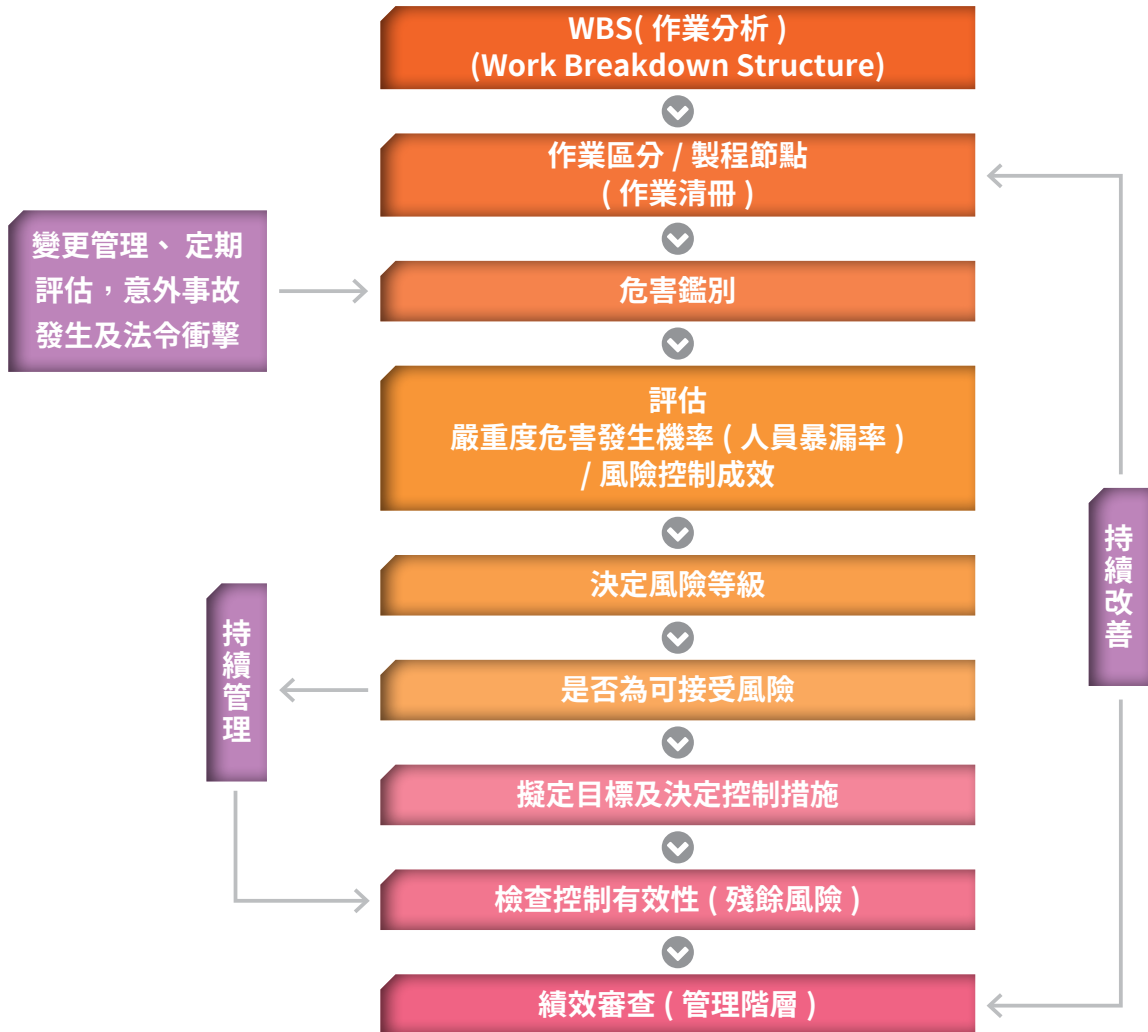 WBS( 作業分析 )
(Work Breakdown Structure)
作業區分 / 製程節點
( 作業清冊 )
變更管理、 定期
評估，意外事故
發生及法令衝擊
危害鑑別
評估
嚴重度危害發生機率 ( 人員暴漏率 )
/ 風險控制成效
決定風險等級
持續管理
是否為可接受風險
持續改善
擬定目標及決定控制措施
檢查控制有效性 ( 殘餘風險 )
績效審查 ( 管理階層 )